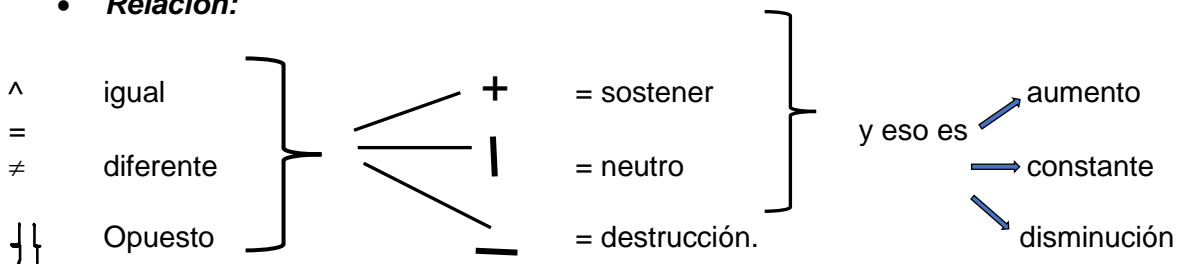 • Relación:
^ igual + = sostener aumento
= y eso es
≠ diferente | = neutro constante
Opuesto — = destrucción. disminución